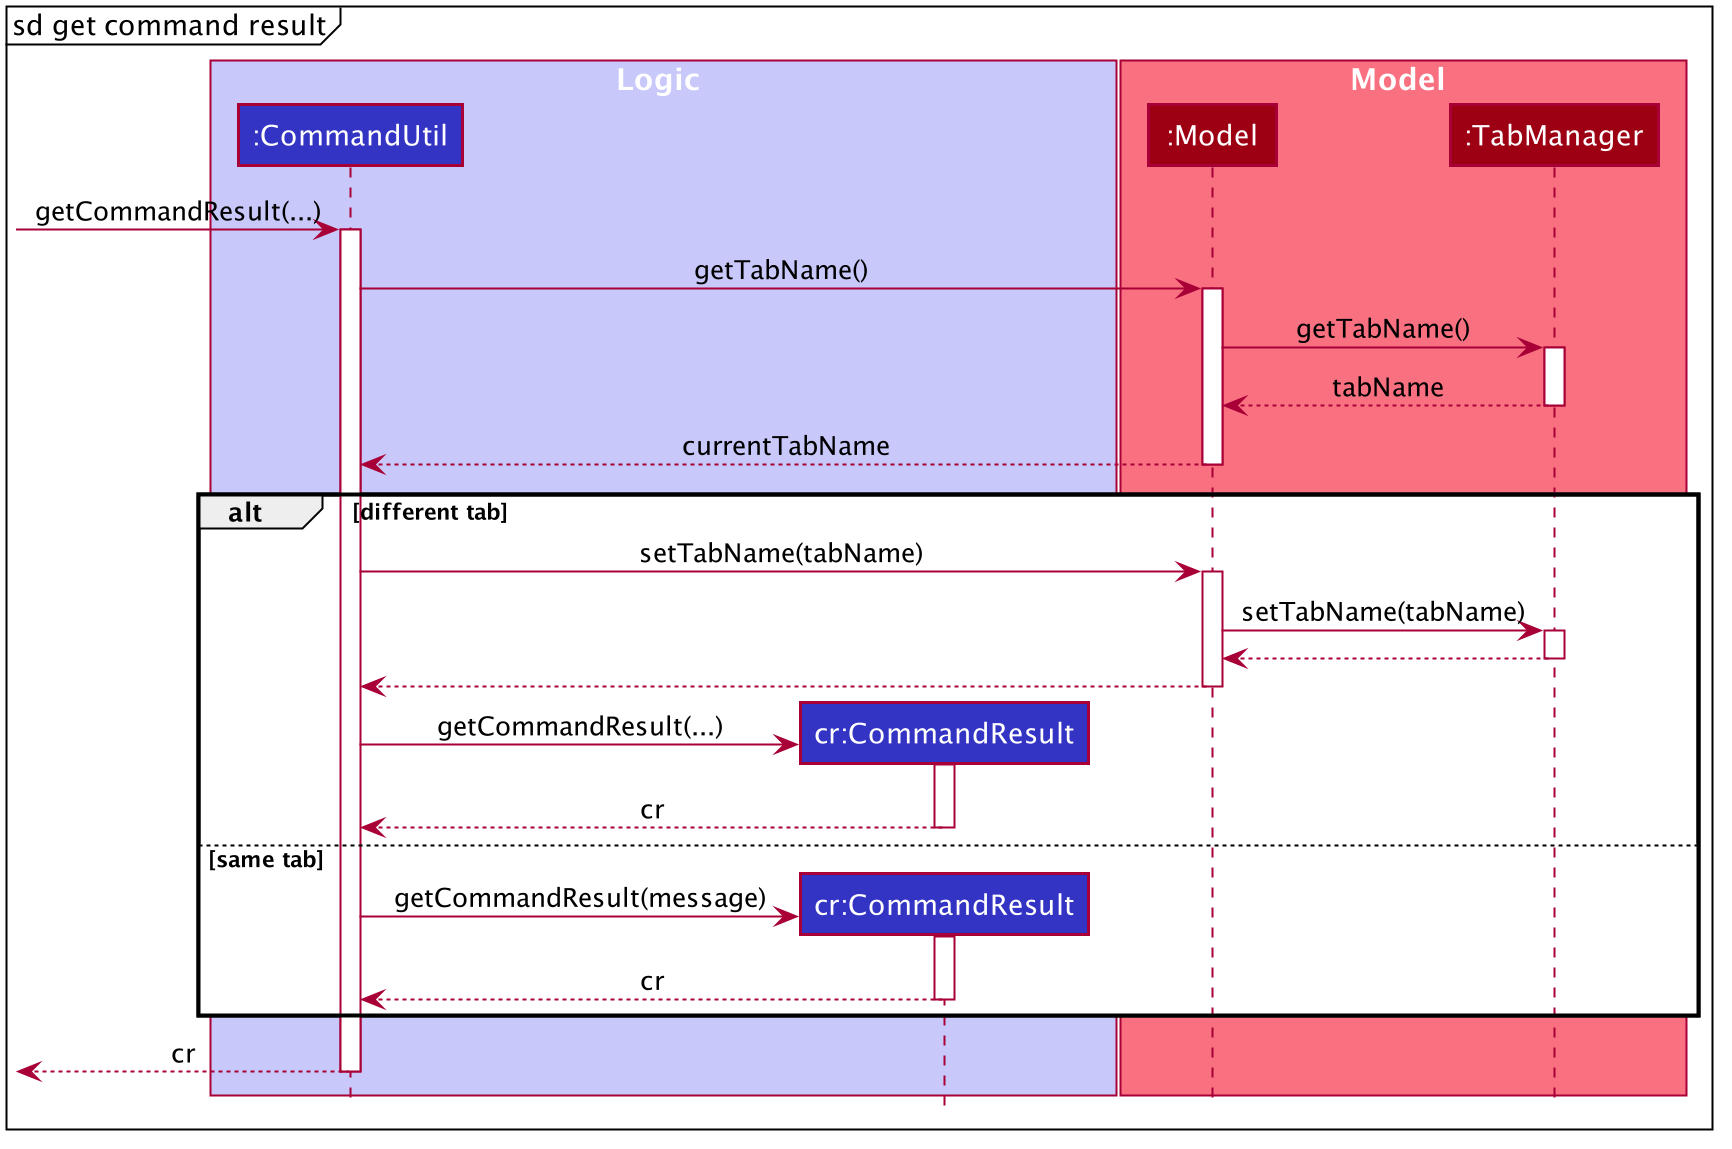 sd get command result
Logic
Model
:CommandUtil
:Model
:TabManager
getCommandResult(...)
getTabName()
getTabName()
tabName
currentTabName
alt
[different tab]
setTabName(tabName)
setTabName(tabName)
getCommandResult(...)
cr:CommandResult
cr
[same tab]
getCommandResult(message)
cr:CommandResult
cr
cr